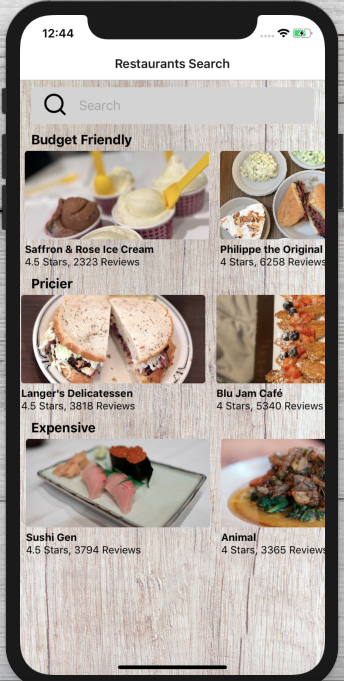 12:44
Restaurants Search
Search
Budget Friendly
Saffron & Rose Ice Cream
4.5 Stars, 2323 Reviews
Philippe the Original
4 Stars, 6258 Reviews
Pricier
Langer's Delicatessen
4.5 Stars, 3818 Reviews
Blu Jam Café
4 Stars, 5340 Reviews
Expensive
Sushi Gen
4.5 Stars, 3794 Reviews
Animal
4 Stars, 3365 Reviews